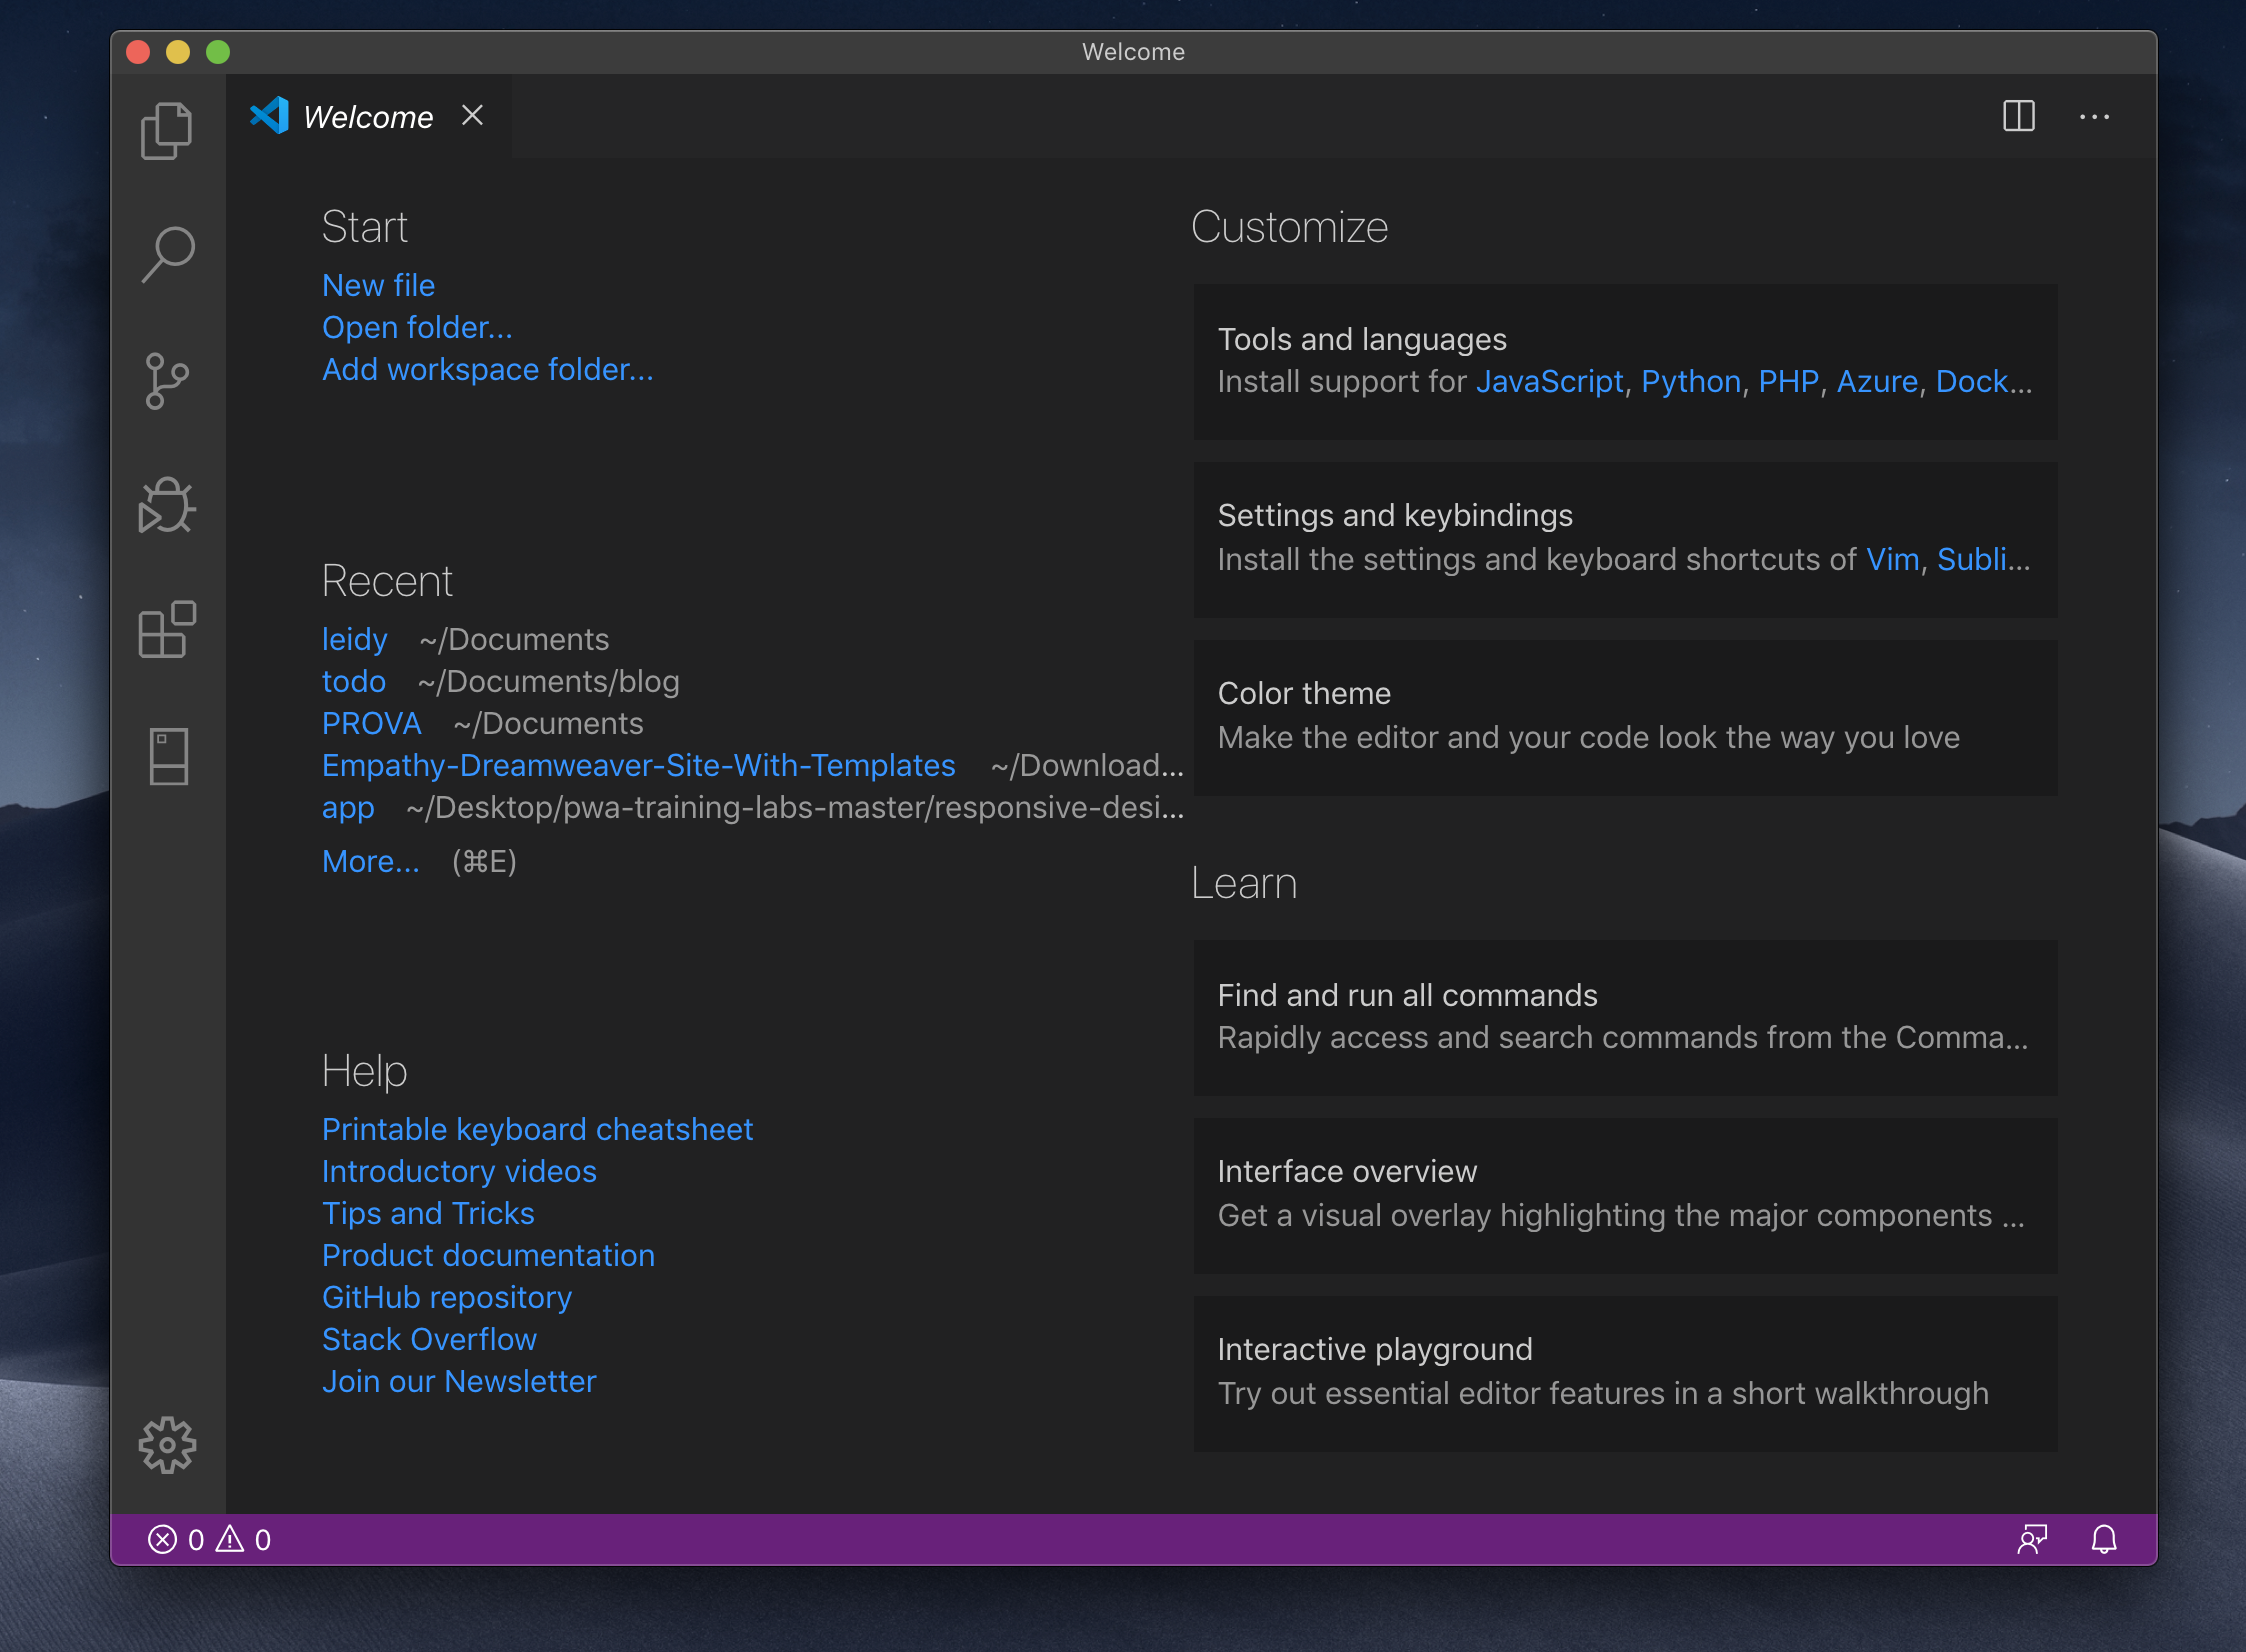 Welcome
Welcome
Start
New file
Open folder...
Add workspace folder...
Recent
leidy ~/Documents
todo ~/Documents/blog
PROVA ~/Documents
Empathy-Dreamweaver-Site-With-Templates ~/Download...
app ~/Desktop/pwa-training-labs-master/responsive-desi...
More... (⌘E)
Help
Printable keyboard cheatsheet
Introductory videos
Tips and Tricks
Product documentation
GitHub repository
Stack Overflow
Join our Newsletter
Customize
Tools and languages
Install support for JavaScript, Python, PHP, Azure, Dock...
Settings and keybindings
Install the settings and keyboard shortcuts of Vim, Subli...
Color theme
Make the editor and your code look the way you love
Learn
Find and run all commands
Rapidly access and search commands from the Comma...
Interface overview
Get a visual overlay highlighting the major components ...
Interactive playground
Try out essential editor features in a short walkthrough
0 0